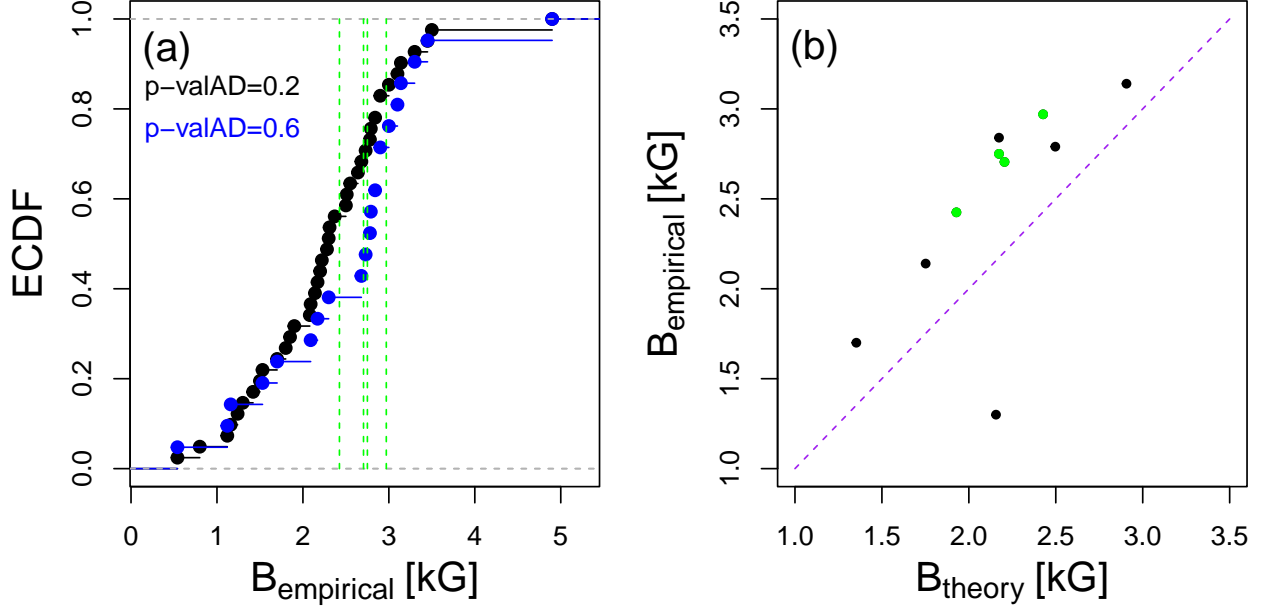 (a)
p−valAD=0.2
p−valAD=0.6
ECDF
0.0 0.2 0.4 0.6 0.8 1.0
0 1 2 3 4 5
B_empirical [kG]
(b)
B_empirical [kG]
1.0 1.5 2.0 2.5 3.0 3.5
1.0 1.5 2.0 2.5 3.0 3.5
B_theory [kG]